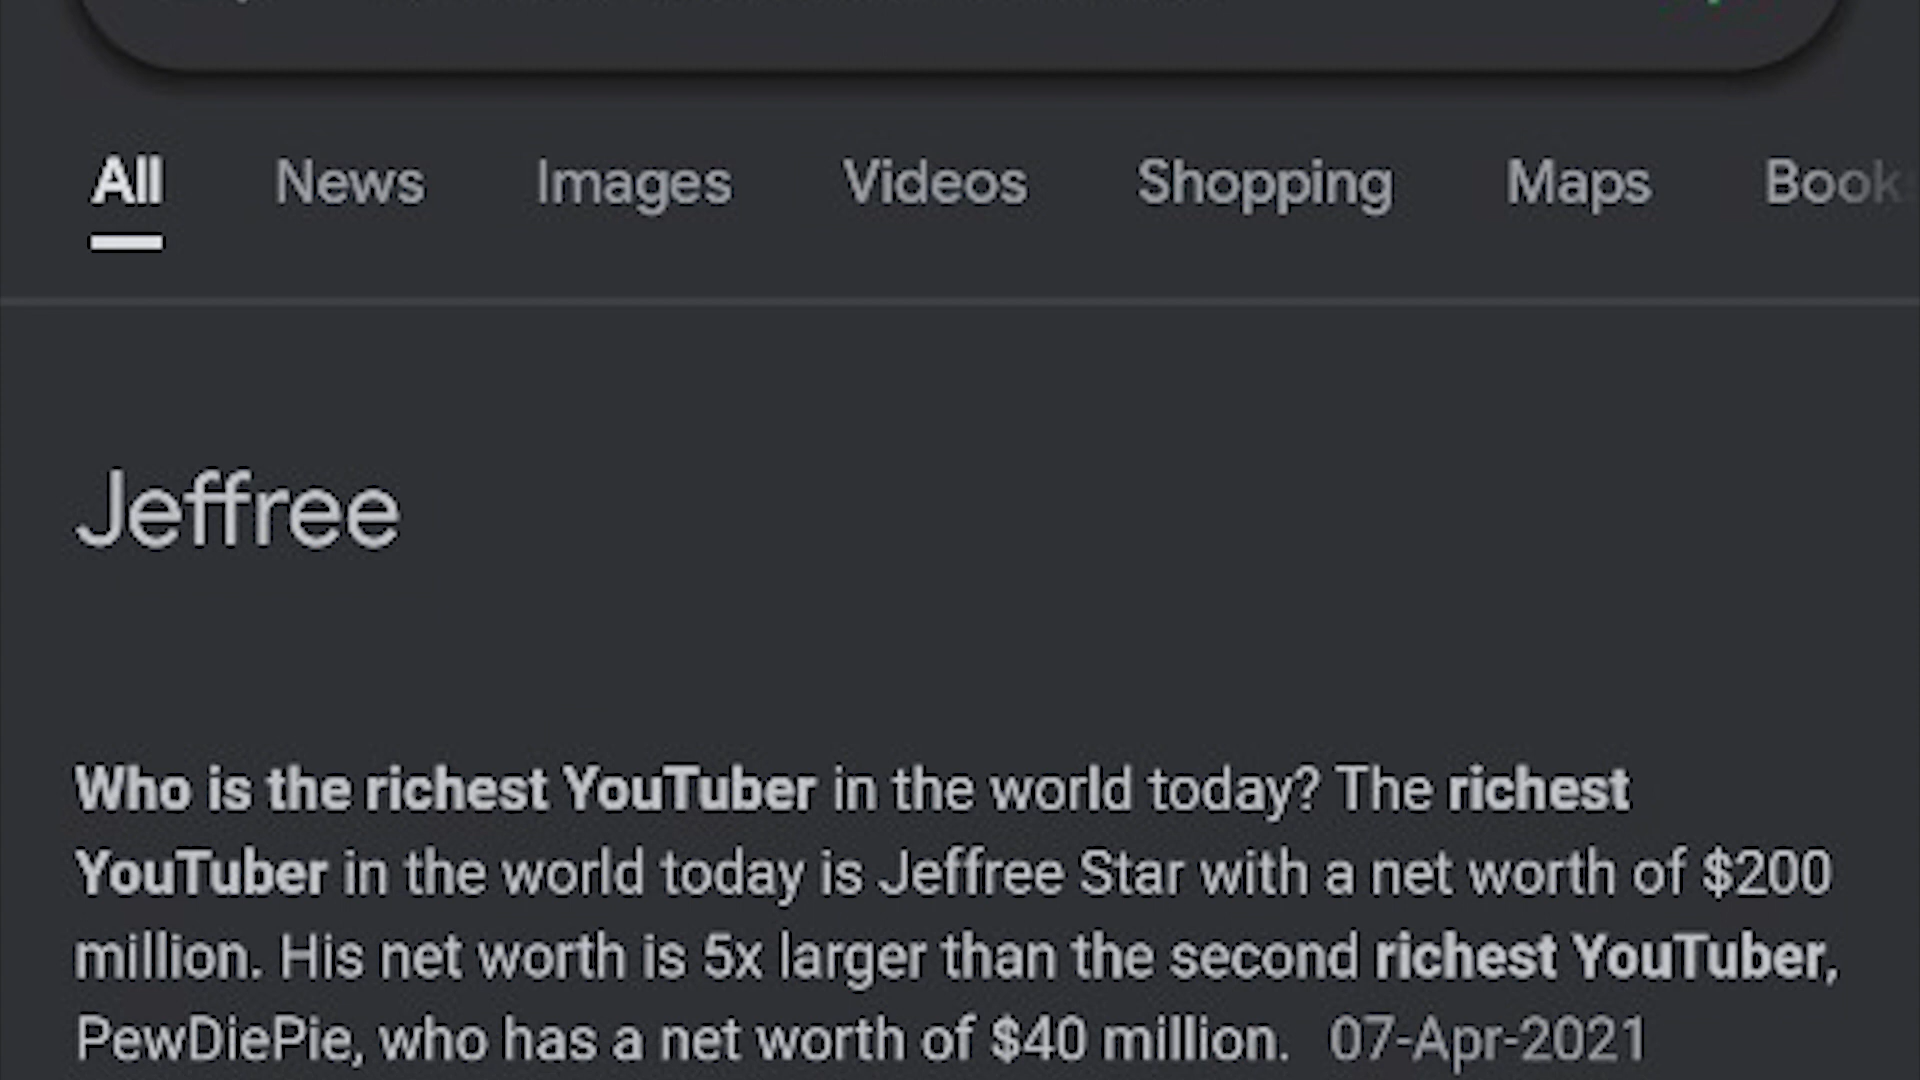 All News Images Videos Shopping Maps Book
Jeffree
Who is the richest YouTuber in the world today? The richest
YouTuber in the world today is Jeffree Star with a net worth of $200
million. His net worth is 5x larger than the second richest YouTuber,
PewDiePie, who has a net worth of $40 million. 07-Apr-2021